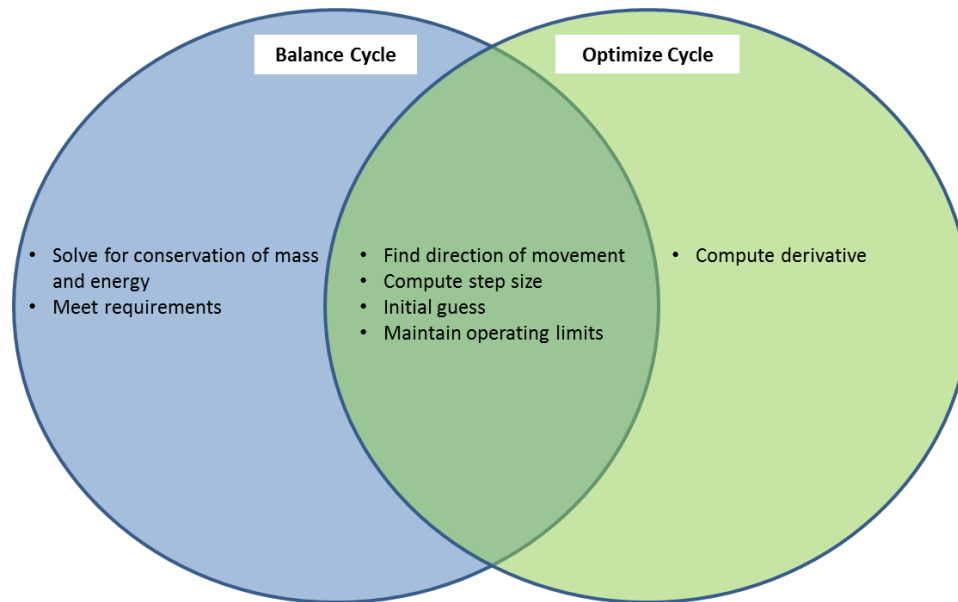 Balance Cycle
Optimize Cycle
• Solve for conservation of mass
and energy
• Meet requirements
• Find direction of movement
• Compute step size
• Initial guess
• Maintain operating limits
• Compute derivative